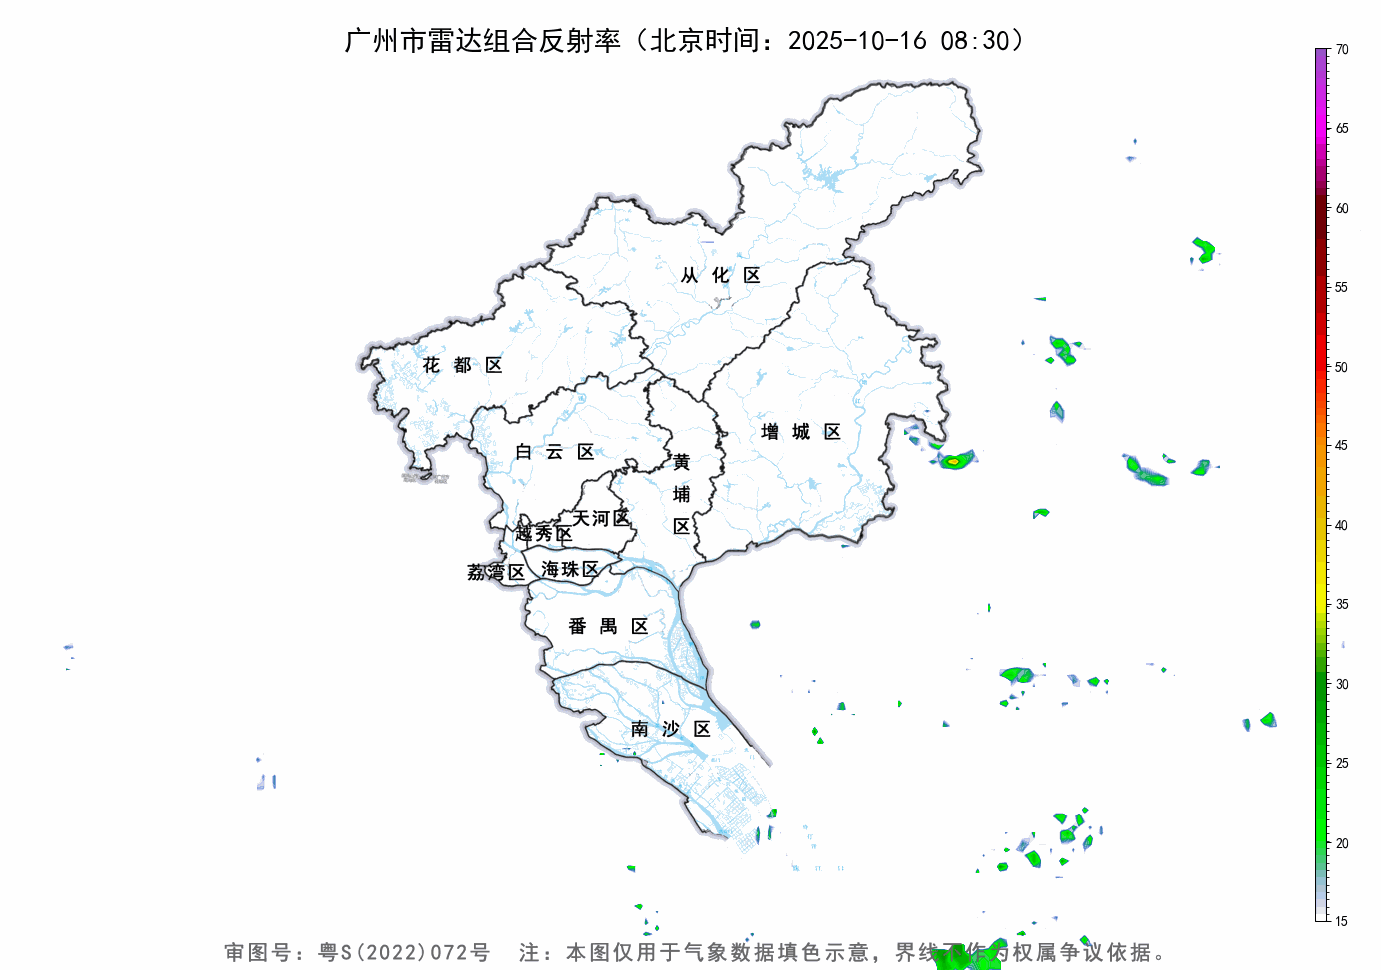 广州市雷达组合反射率（北京时间：2025-10-16 08:30）
70
65
60
55
50
45
40
35
30
25
20
15
从化区
花都区
增城区
白云区
黄埔区
天河区
越秀区
荔湾区
海珠区
番禺区
南沙区
审图号：粤S(2022)072号 注：本图仅用于气象数据填色示意，界线不作为权属争议依据。